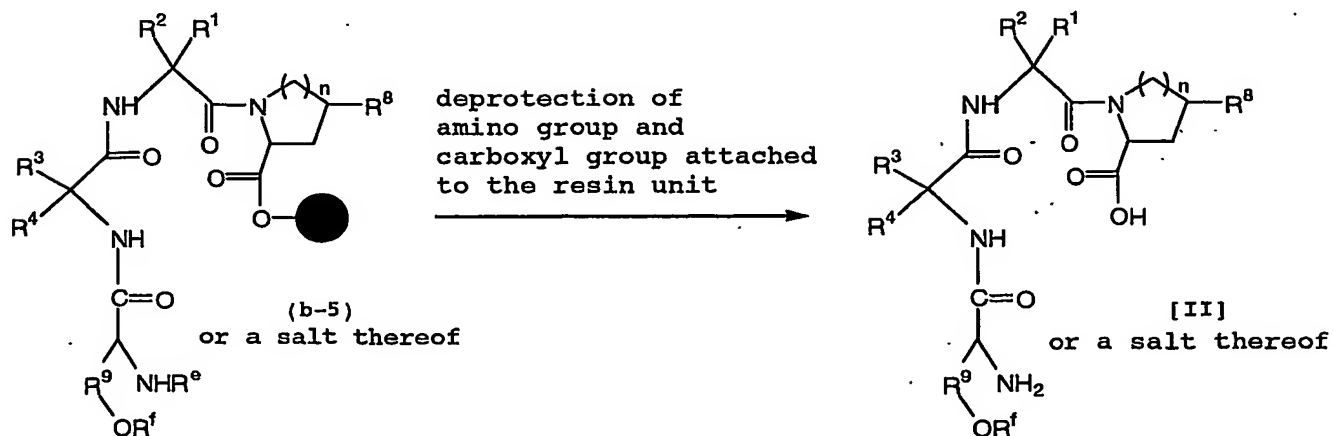 R² R¹
NH N ( )n R⁸
O O
R³ O O
R⁴ NH
C=O
R⁹ NHRᵉ
ORᶠ
(b-5)
or a salt thereof
deprotection of
amino group and
carboxyl group attached
to the resin unit
R² R¹
NH N ( )n R⁸
O O
R³ O OH
R⁴ NH
C=O
R⁹ NH₂
ORᶠ
[II]
or a salt thereof